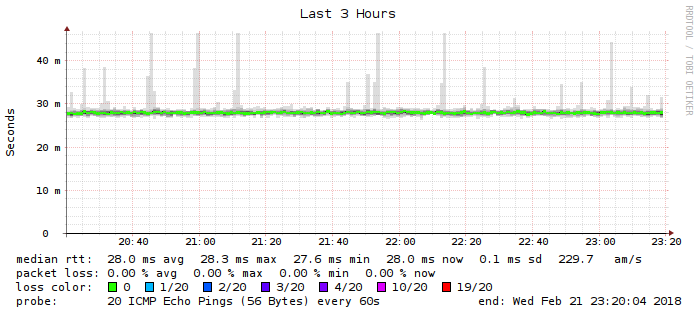 Last 3 Hours
RRDTOOL / TOBI OETIKER
Seconds
40 m
30 m
20 m
10 m
0
20:40 21:00 21:20 21:40 22:00 22:20 22:40 23:00 23:20
median rtt: 28.0 ms avg 28.3 ms max 27.6 ms min 28.0 ms now 0.1 ms sd 229.7 am/s
packet loss: 0.00 % avg 0.00 % max 0.00 % min 0.00 % now
loss color: 0 1/20 2/20 3/20 4/20 10/20 19/20
probe: 20 ICMP Echo Pings (56 Bytes) every 60s end: Wed Feb 21 23:20:04 2018